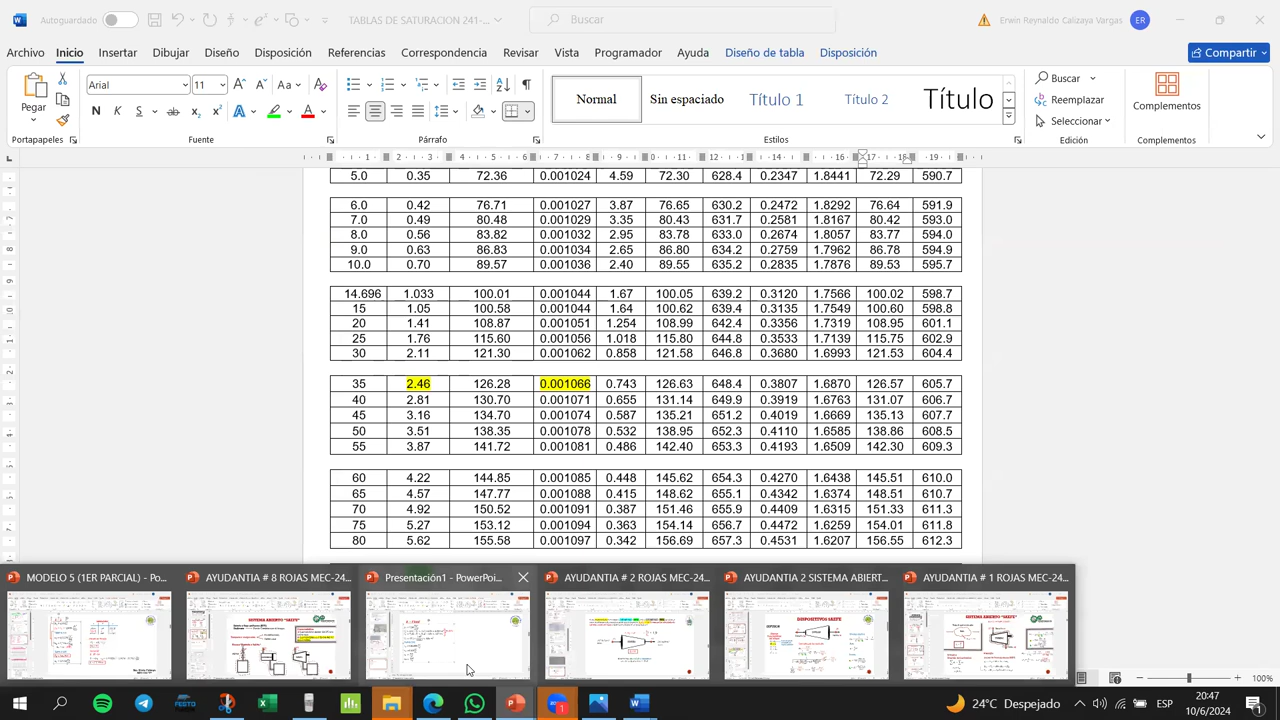 Autoguardado
TABLAS DE SATURACION 241-...
Buscar
Erwin Reynaldo Calizaya Vargas
ER
Archivo Inicio Insertar Dibujar Diseño Disposición Referencias Correspondencia Revisar Vista Programador Ayuda Diseño de tabla Disposición
Compartir
Pegar
Arial 11
Aa
N K S ab x₂ x² A A
Normal
Sin espaciado
Título 1
Título 2
Título
Buscar
Reemplazar
Seleccionar
Complementos
Portapapeles
Fuente
Párrafo
Estilos
Edición
Complementos
5.0 0.35 72.36 0.001024 4.59 72.30 628.4 0.2347 1.8441 72.29 590.7
6.0 0.42 76.71 0.001027 3.87 76.65 630.2 0.2472 1.8292 76.64 591.9
7.0 0.49 80.48 0.001029 3.35 80.43 631.7 0.2581 1.8167 80.42 593.0
8.0 0.56 83.82 0.001032 2.95 83.78 633.0 0.2674 1.8057 83.77 594.0
9.0 0.63 86.83 0.001034 2.65 86.80 634.2 0.2759 1.7962 86.78 594.9
10.0 0.70 89.57 0.001036 2.40 89.55 635.2 0.2835 1.7876 89.53 595.7
14.696 1.033 100.01 0.001044 1.67 100.05 639.2 0.3120 1.7566 100.02 598.7
15 1.05 100.58 0.001044 1.64 100.62 639.4 0.3135 1.7549 100.60 598.8
20 1.41 108.87 0.001051 1.254 108.99 642.4 0.3356 1.7319 108.95 601.1
25 1.76 115.60 0.001056 1.018 115.80 644.8 0.3533 1.7139 115.75 602.9
30 2.11 121.30 0.001062 0.858 121.58 646.8 0.3680 1.6993 121.53 604.4
35 2.46 126.28 0.001066 0.743 126.63 648.4 0.3807 1.6870 126.57 605.7
40 2.81 130.70 0.001071 0.655 131.14 649.9 0.3919 1.6763 131.07 606.7
45 3.16 134.70 0.001074 0.587 135.21 651.2 0.4019 1.6669 135.13 607.7
50 3.51 138.35 0.001078 0.532 138.95 652.3 0.4110 1.6585 138.86 608.5
55 3.87 141.72 0.001081 0.486 142.40 653.3 0.4193 1.6509 142.30 609.3
60 4.22 144.85 0.001085 0.448 145.62 654.3 0.4270 1.6438 145.51 610.0
65 4.57 147.77 0.001088 0.415 148.62 655.1 0.4342 1.6374 148.51 610.7
70 4.92 150.52 0.001091 0.387 151.46 655.9 0.4409 1.6315 151.33 611.3
75 5.27 153.12 0.001094 0.363 154.14 656.7 0.4472 1.6259 154.01 611.8
80 5.62 155.58 0.001097 0.342 156.69 657.3 0.4531 1.6207 156.55 612.3
MODELO 5 (1ER PARCIAL) - Po...
AYUDANTIA # 8 ROJAS MEC-24...
Presentación1 - PowerPoi...
AYUDANTIA # 2 ROJAS MEC-24...
AYUDANTIA 2 SISTEMA ABIERT...
AYUDANTIA # 1 ROJAS MEC-24...
100%
FESTO
24°C Despejado
ESP
20:47
10/6/2024